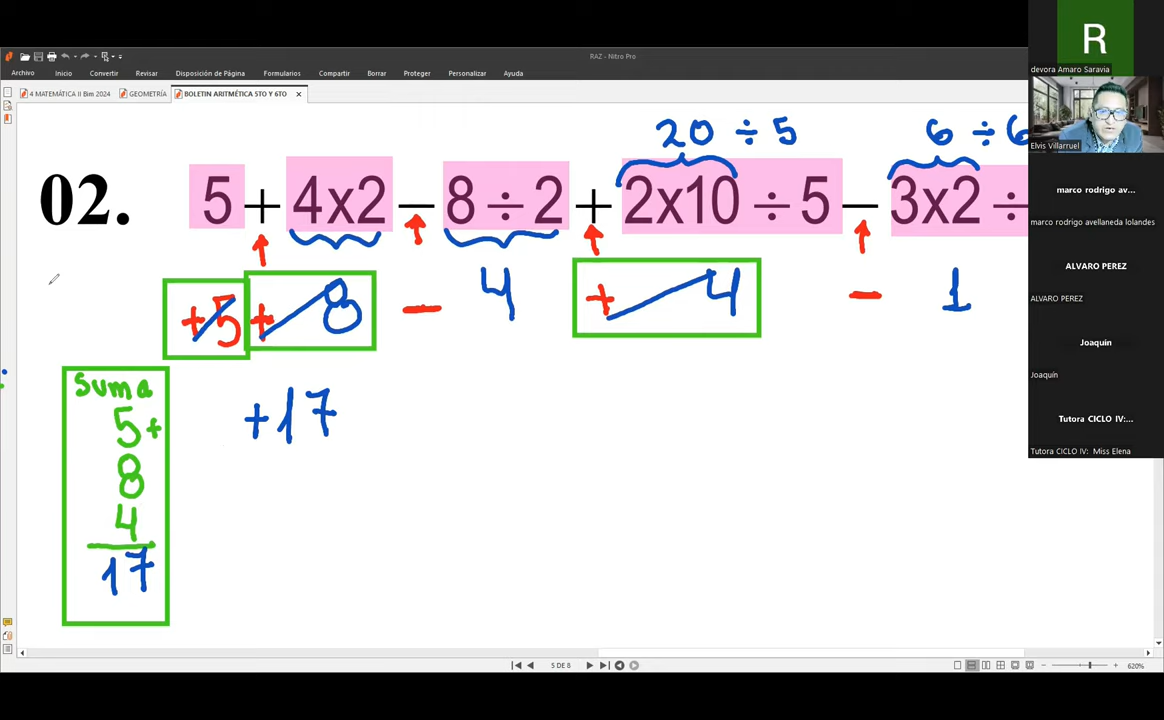 RAZ - Nitro Pro
Archivo Inicio Convertir Revisar Disposición de Página Formularios Compartir Borrar Proteger Personalizar Ayuda
4 MATEMÁTICA II Bim 2024 GEOMETRÍA BOLETIN ARITMÉTICA 5TO Y 6TO
20 ÷ 5 6 ÷ 6
02. 5 + 4x2 − 8 ÷ 2 + 2x10 ÷ 5 − 3x2 ÷
+5 +8 − 4 + 4 − 1
+17
Suma
5+
8
4
17
5 DE 8
620%
R
devora Amaro Saravia
Elvis Villarruel
marco rodrigo av...
marco rodrigo avellaneda lolandes
ALVARO PEREZ
ALVARO PEREZ
Joaquín
Joaquín
Tutora CICLO IV:...
Tutora CICLO IV: Miss Elena